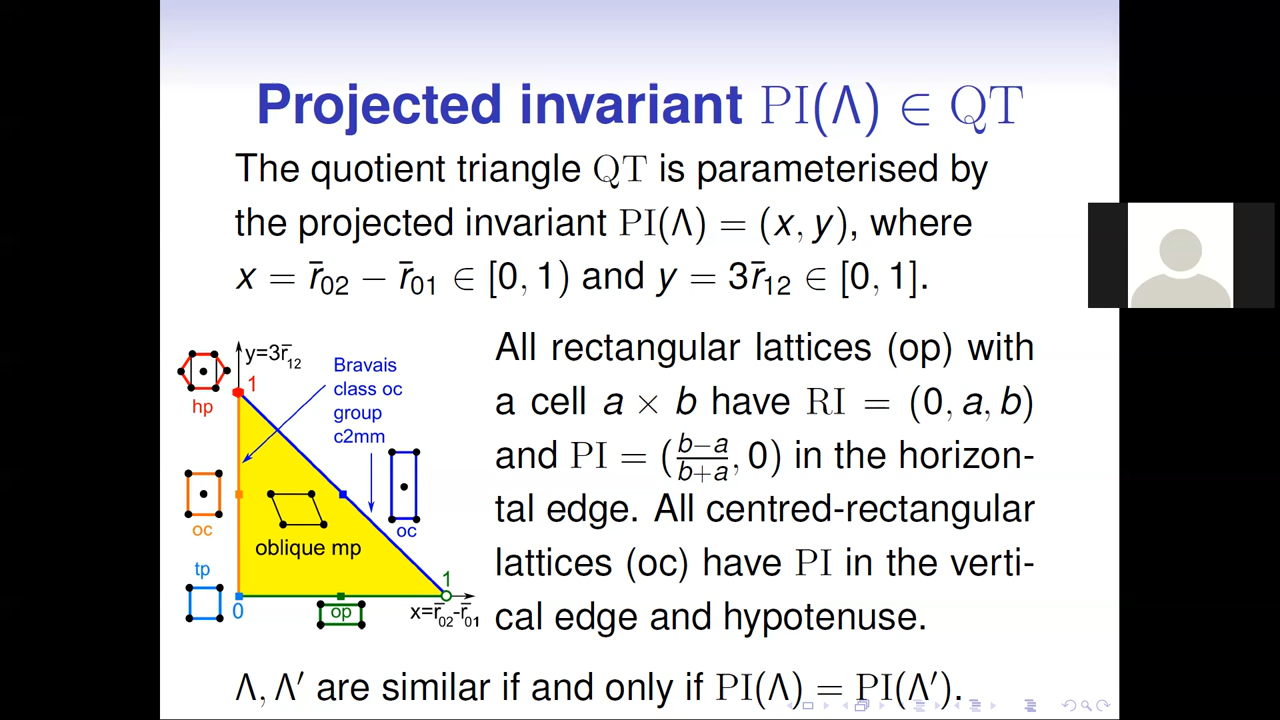 Projected invariant PI(Λ) ∈ QT
The quotient triangle QT is parameterised by
the projected invariant PI(Λ) = (x, y), where
x = r̄₀₂ − r̄₀₁ ∈ [0, 1) and y = 3r̄₁₂ ∈ [0, 1].
y=3r̄₁₂
1
hp
Bravais
class oc
group
c2mm
oc
oc
oblique mp
tp
0
op
1
x=r̄₀₂-r̄₀₁
All rectangular lattices (op) with
a cell a × b have RI = (0, a, b)
and PI = (b−a/b+a, 0) in the horizon-
tal edge. All centred-rectangular
lattices (oc) have PI in the verti-
cal edge and hypotenuse.
Λ, Λ′ are similar if and only if PI(Λ) = PI(Λ′).